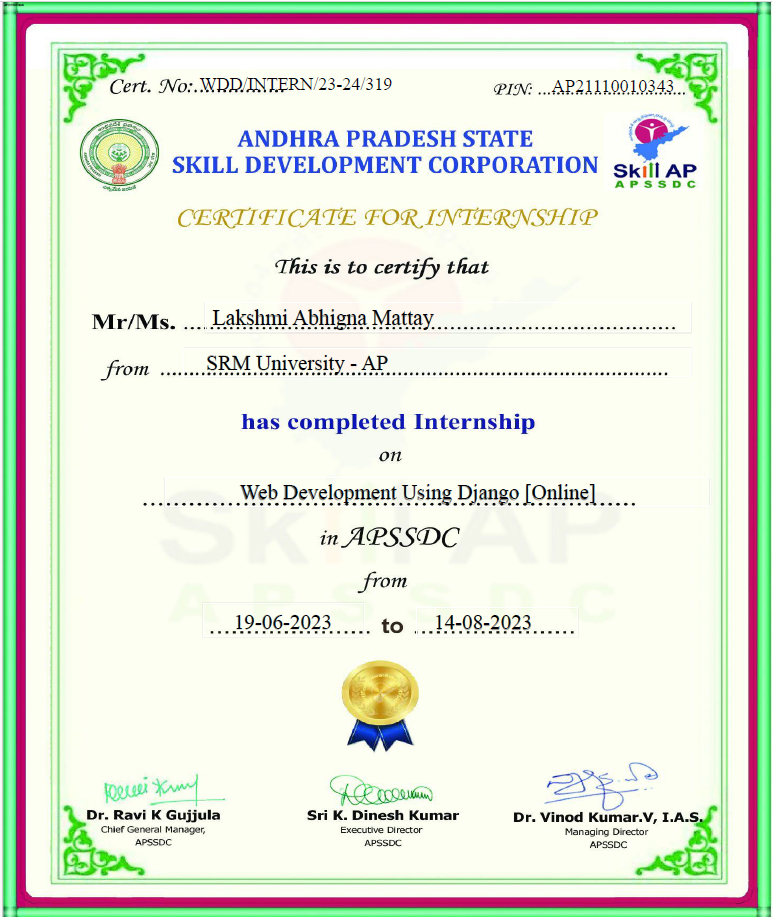 Cert. No:..WDD/INTERN/23-24/319
PIN: ...AP21110010343...
ANDHRA PRADESH STATE
SKILL DEVELOPMENT CORPORATION
Skill AP
APSSDC
CERTIFICATE FOR INTERNSHIP
This is to certify that
Mr/Ms. ....Lakshmi Abhigna Mattay
from ......SRM University - AP
has completed Internship
on
Web Development Using Django [Online]
in APSSDC
from
19-06-2023 to 14-08-2023
Dr. Ravi K Gujjula
Chief General Manager,
APSSDC
Sri K. Dinesh Kumar
Executive Director
APSSDC
Dr. Vinod Kumar.V, I.A.S.
Managing Director
APSSDC